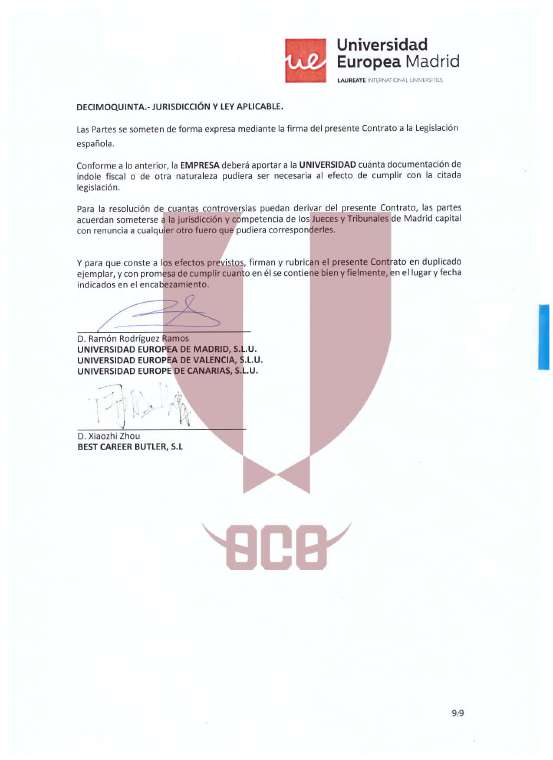 ue
Universidad
Europea Madrid
LAUREATE INTERNATIONAL UNIVERSITIES
DECIMOQUINTA.- JURISDICCIÓN Y LEY APLICABLE.
Las Partes se someten de forma expresa mediante la firma del presente Contrato a la Legislación
española.
Conforme a lo anterior, la EMPRESA deberá aportar a la UNIVERSIDAD cuanta documentación de
índole fiscal o de otra naturaleza pudiera ser necesaria al efecto de cumplir con la citada
legislación.
Para la resolución de cuantas controversias puedan derivar del presente Contrato, las partes
acuerdan someterse a la jurisdicción y competencia de los Jueces y Tribunales de Madrid capital
con renuncia a cualquier otro fuero que pudiera corresponderles.
Y para que conste a los efectos previstos, firman y rubrican el presente Contrato en duplicado
ejemplar, y con promesa de cumplir cuanto en él se contiene bien y fielmente, en el lugar y fecha
indicados en el encabezamiento.
D. Ramón Rodríguez Ramos
UNIVERSIDAD EUROPEA DE MADRID, S.L.U.
UNIVERSIDAD EUROPEA DE VALENCIA, S.L.U.
UNIVERSIDAD EUROPE DE CANARIAS, S.L.U.
D. Xiaozhi Zhou
BEST CAREER BUTLER, S.L
9/9